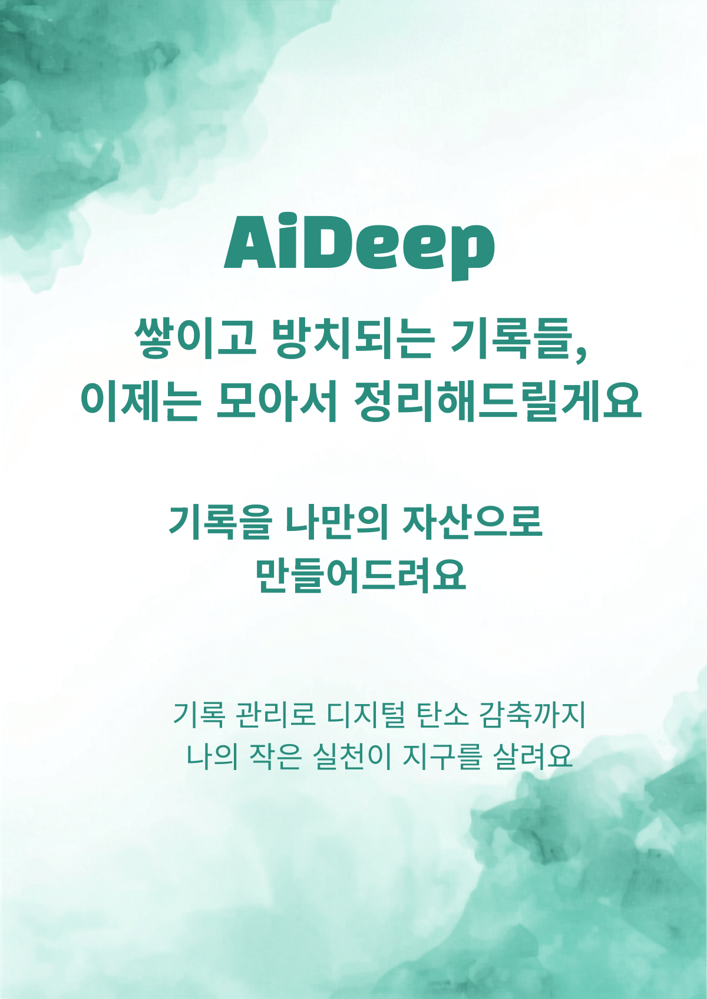 AiDeep
쌓이고 방치되는 기록들,
이제는 모아서 정리해드릴게요
기록을 나만의 자산으로
만들어드려요
기록 관리로 디지털 탄소 감축까지
나의 작은 실천이 지구를 살려요